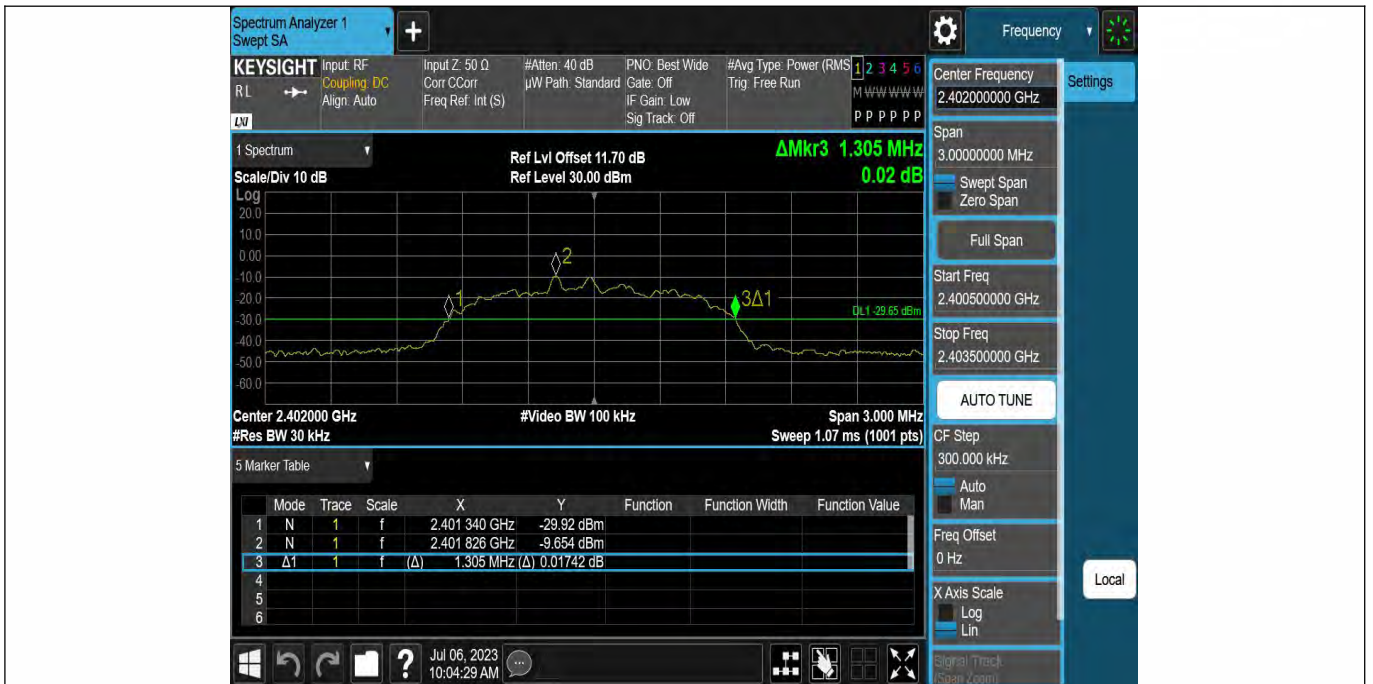 Spectrum Analyzer 1
Swept SA
+
Frequency
KEYSIGHT
RL
LXI
Input: RF
Coupling: DC
Align: Auto
Input Z: 50 Ω
Corr CCorr
Freq Ref: Int (S)
#Atten: 40 dB
µW Path: Standard
PNO: Best Wide
Gate: Off
IF Gain: Low
Sig Track: Off
#Avg Type: Power (RMS
Trig: Free Run
1 2 3 4 5 6
M W W W W W
P P P P P P
1 Spectrum
Scale/Div 10 dB
Ref Lvl Offset 11.70 dB
Ref Level 30.00 dBm
ΔMkr3 1.305 MHz
0.02 dB
Log
20.0
10.0
0.00
-10.0
-20.0
-30.0
-40.0
-50.0
-60.0
1
2
3Δ1
DL1 -29.65 dBm
Center 2.402000 GHz
#Video BW 100 kHz
Span 3.000 MHz
#Res BW 30 kHz
Sweep 1.07 ms (1001 pts)
5 Marker Table
Mode Trace Scale X Y Function Function Width Function Value
1 N 1 f 2.401 340 GHz -29.92 dBm
2 N 1 f 2.401 826 GHz -9.654 dBm
3 Δ1 1 f (Δ) 1.305 MHz (Δ) 0.01742 dB
4
5
6
?
Jul 06, 2023
10:04:29 AM
Center Frequency
2.402000000 GHz
Settings
Span
3.00000000 MHz
Swept Span
Zero Span
Full Span
Start Freq
2.400500000 GHz
Stop Freq
2.403500000 GHz
AUTO TUNE
CF Step
300.000 kHz
Auto
Man
Freq Offset
0 Hz
X Axis Scale
Log
Lin
Local
Signal Track
(Span Zoom)